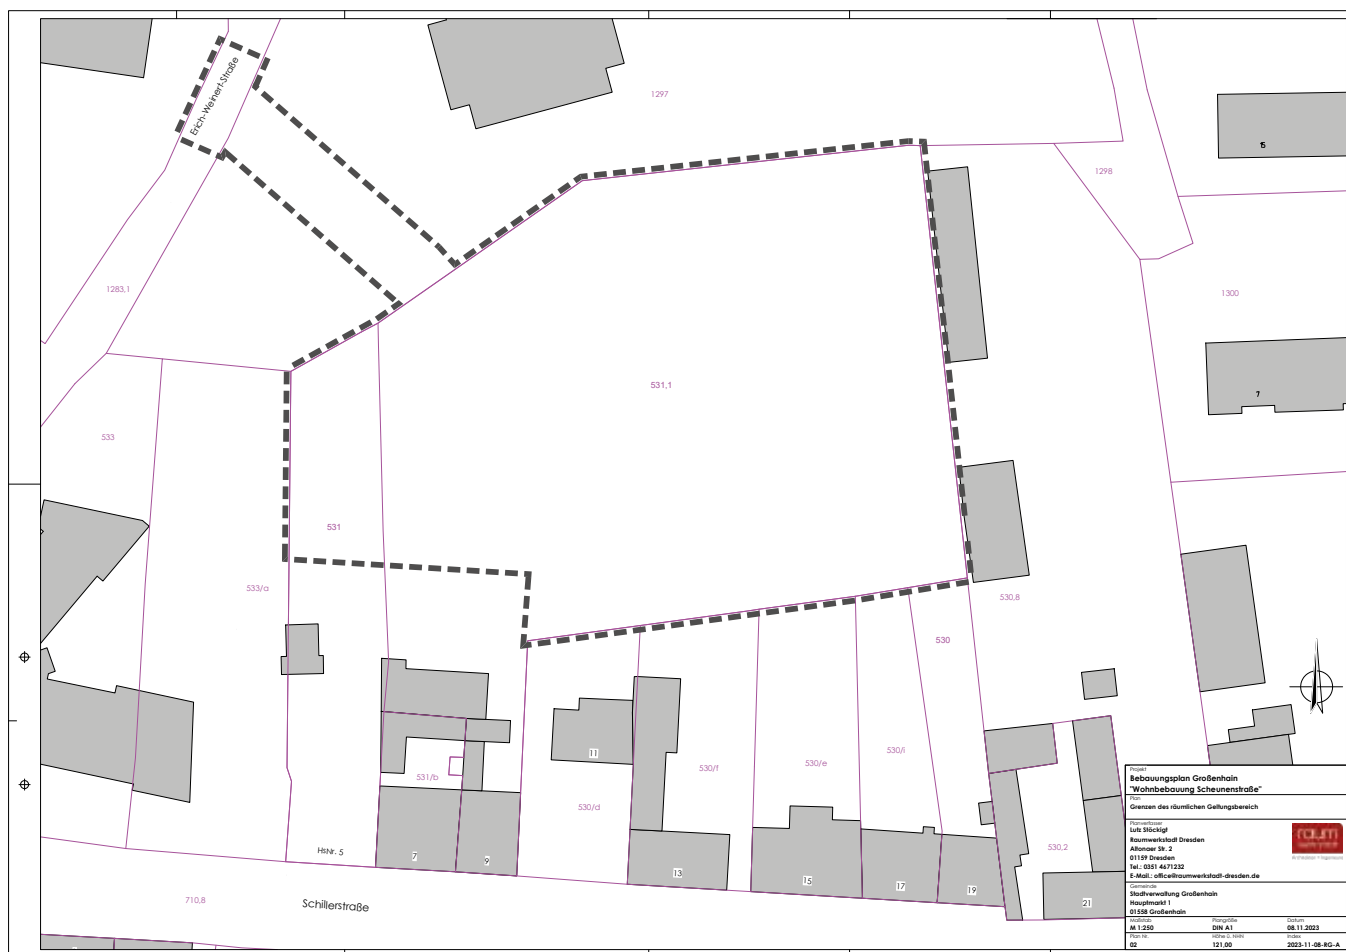 Erich-Weinert-Straße
1297
6
1298
1283,1
1300
531,1
7
533
531
533/a
530,8
530
11
530/i
530/f
530/e
531/b
530/d
530,2
HsNr. 5
7
9
13
15
17
19
21
710,8
Schillerstraße
Projekt
Bebauungsplan Großenhain
"Wohnbebauung Scheunenstraße"
Plan
Grenzen des räumlichen Geltungsbereich
Planverfasser
Lutz Stöckigt
Raumwerkstadt Dresden
Altonaer Str. 2
01159 Dresden
Tel.: 0351 4671232
E-Mail.: office@raumwerkstadt-dresden.de
raum
Gemeinde
Stadtverwaltung Großenhain
Hauptmarkt 1
01558 Großenhain
Maßstab Plangröße Datum
M 1:250 DIN A1 08.11.2023
Plan Nr. Höhe ü. NHN Index
02 121,00 2023-11-08-RG-A